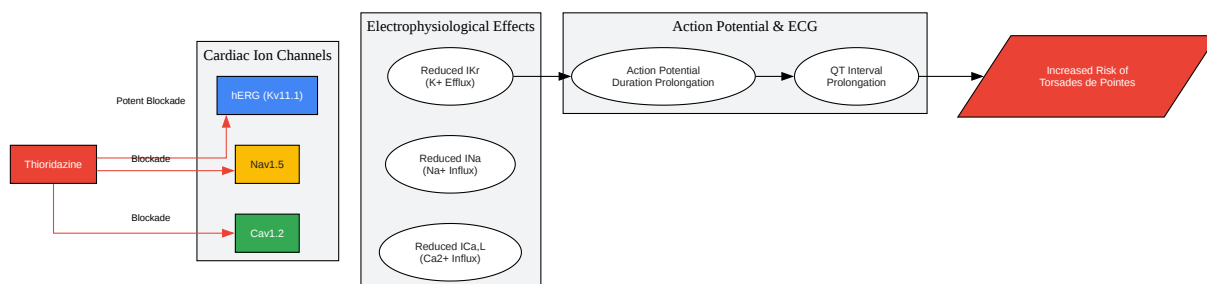 Electrophysiological Effects
Action Potential & ECG
Cardiac Ion Channels
Reduced IKr
(K+ Efflux)
Action Potential
Duration Prolongation
QT Interval
Prolongation
Increased Risk of
Torsades de Pointes
Potent Blockade
hERG (Kv11.1)
Thioridazine
Blockade
Nav1.5
Reduced INa
(Na+ Influx)
Blockade
Cav1.2
Reduced ICa,L
(Ca2+ Influx)